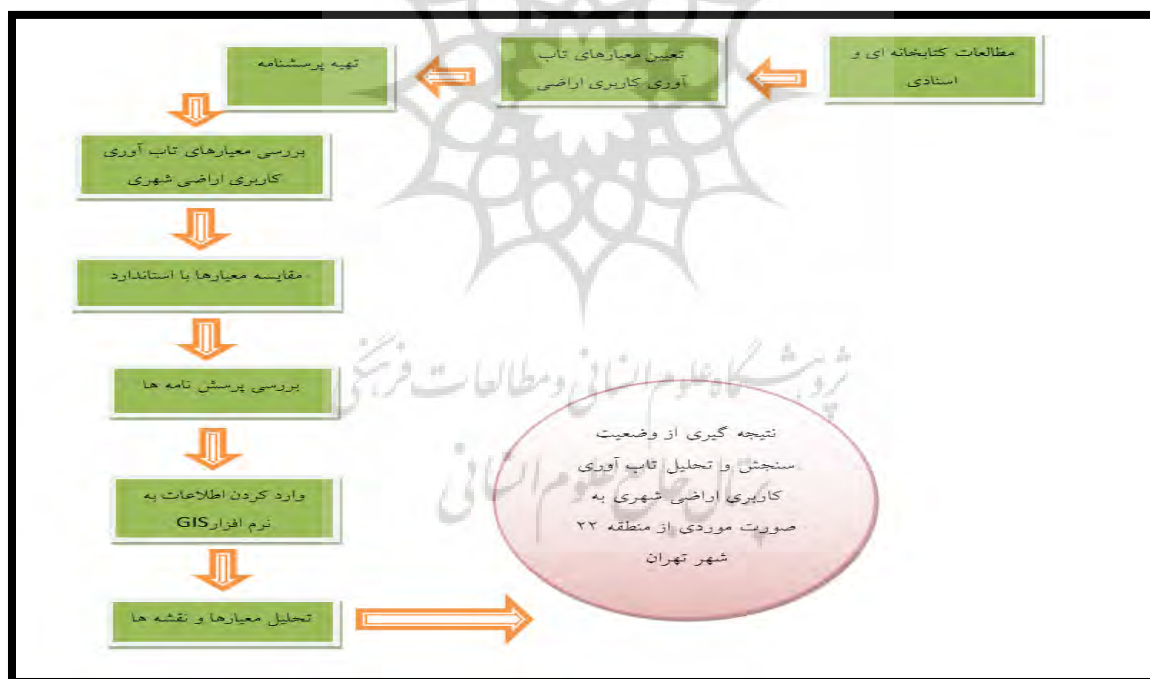 مطالعات کتابخانه ای و
اسنادی
تعیین معیارهای تاب
آوری کاربری اراضی
تهیه پرسشنامه
بررسی معیارهای تاب آوری
کاربری اراضی شهری
مقایسه معیارها با استاندارد
بررسی پرسش نامه ها
وارد کردن اطلاعات به
نرم افزارGIS
تحلیل معیارها و نقشه ها
نتیجه گیری از وضعیت
سنجش و تحلیل تاب آوری
کاربری اراضی شهری به
صورت موردی از منطقه ۲۲
شهر تهران
پژوهشگاه علوم انسانی و مطالعات فرهنگی
پرتال جامع علوم انسانی